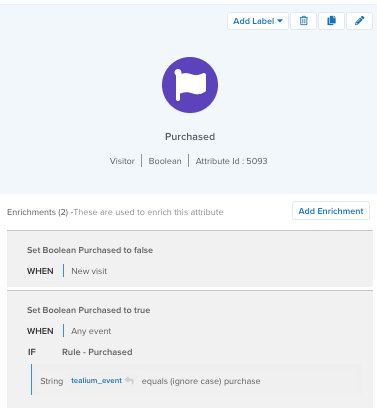 Add Label
Purchased
Visitor | Boolean | Attribute Id : 5093
Enrichments (2) -These are used to enrich this attribute
Add Enrichment
Set Boolean Purchased to false
WHEN | New visit
Set Boolean Purchased to true
WHEN | Any event
IF Rule - Purchased
String tealium_event equals (ignore case) purchase